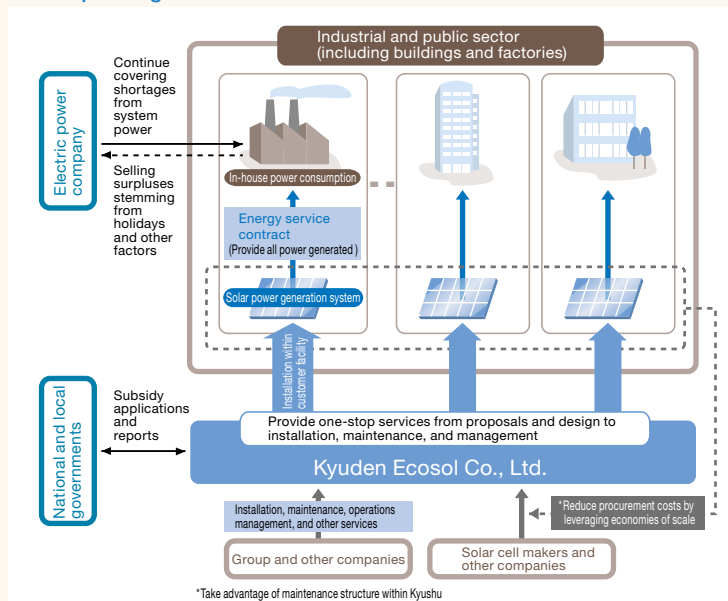 Industrial and public sector
(including buildings and factories)
Continue
covering
shortages
from
system
power
Electric power
company
Selling
surpluses
stemming
from
holidays
and other
factors
In-house power consumption
Energy service
contract
(Provide all power generated )
Solar power generation system
Installation within
customer facility
National and local
governments
Subsidy
applications
and
reports
Provide one-stop services from proposals and design to
installation, maintenance, and management
Kyuden Ecosol Co., Ltd.
Installation, maintenance, operations
management, and other services
*Reduce procurement costs by
leveraging economies of scale
Group and other companies
Solar cell makers and
other companies
*Take advantage of maintenance structure within Kyushu